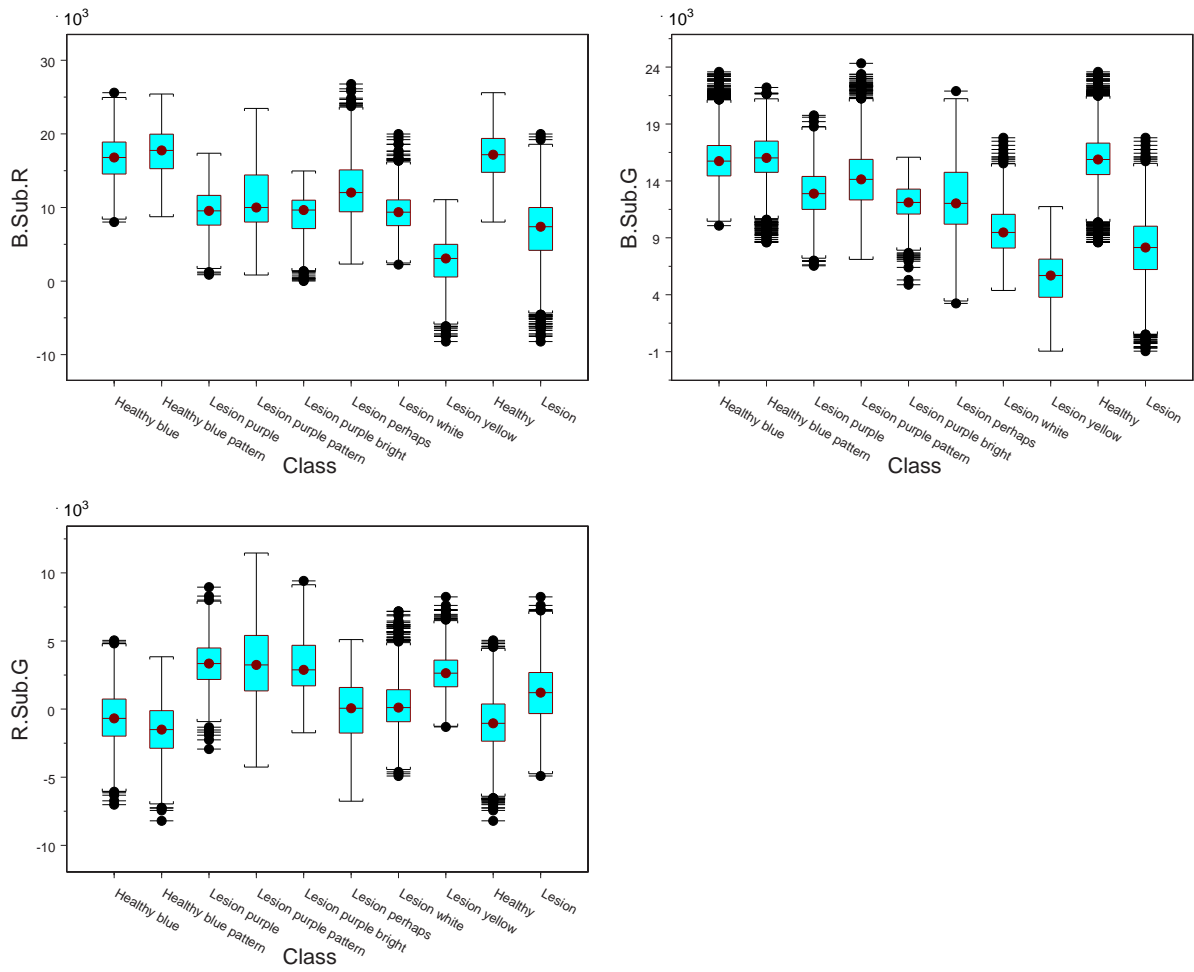 · 10³
30
20
10
0
-10
B.Sub.R
Healthy blue
Healthy blue pattern
Lesion purple
Lesion purple pattern
Lesion purple bright
Lesion perhaps
Lesion white
Lesion yellow
Healthy
Lesion
Class
· 10³
24
19
14
9
4
-1
B.Sub.G
Healthy blue
Healthy blue pattern
Lesion purple
Lesion purple pattern
Lesion purple bright
Lesion perhaps
Lesion white
Lesion yellow
Healthy
Lesion
Class
· 10³
10
5
0
-5
-10
R.Sub.G
Healthy blue
Healthy blue pattern
Lesion purple
Lesion purple pattern
Lesion purple bright
Lesion perhaps
Lesion white
Lesion yellow
Healthy
Lesion
Class